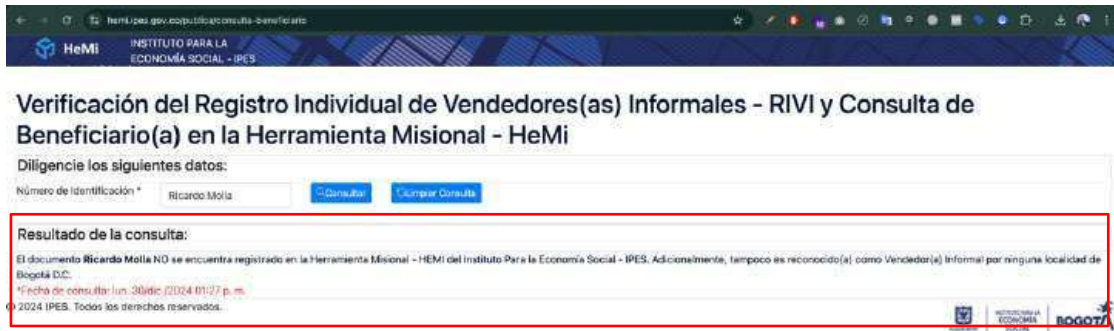 hemi.ipes.gov.co/publica/consulta-beneficiario
HeMi
INSTITUTO PARA LA
ECONOMÍA SOCIAL - IPES
Verificación del Registro Individual de Vendedores(as) Informales - RIVI y Consulta de
Beneficiario(a) en la Herramienta Misional - HeMi
Diligencie los siguientes datos:
Número de Identificación *
Ricardo Molla
Consultar
Limpiar Consulta
Resultado de la consulta:
El documento Ricardo Molla NO se encuentra registrado en la Herramienta Misional - HEMI del Instituto Para la Economía Social - IPES. Adicionalmente, tampoco es reconocido(a) como Vendedor(a) Informal por ninguna localidad de
Bogotá D.C.
*Fecha de consulta: lun. 30/dic./2024 01:27 p. m.
© 2024 IPES. Todos los derechos reservados.
ECONOMÍA
BOGOTÁ